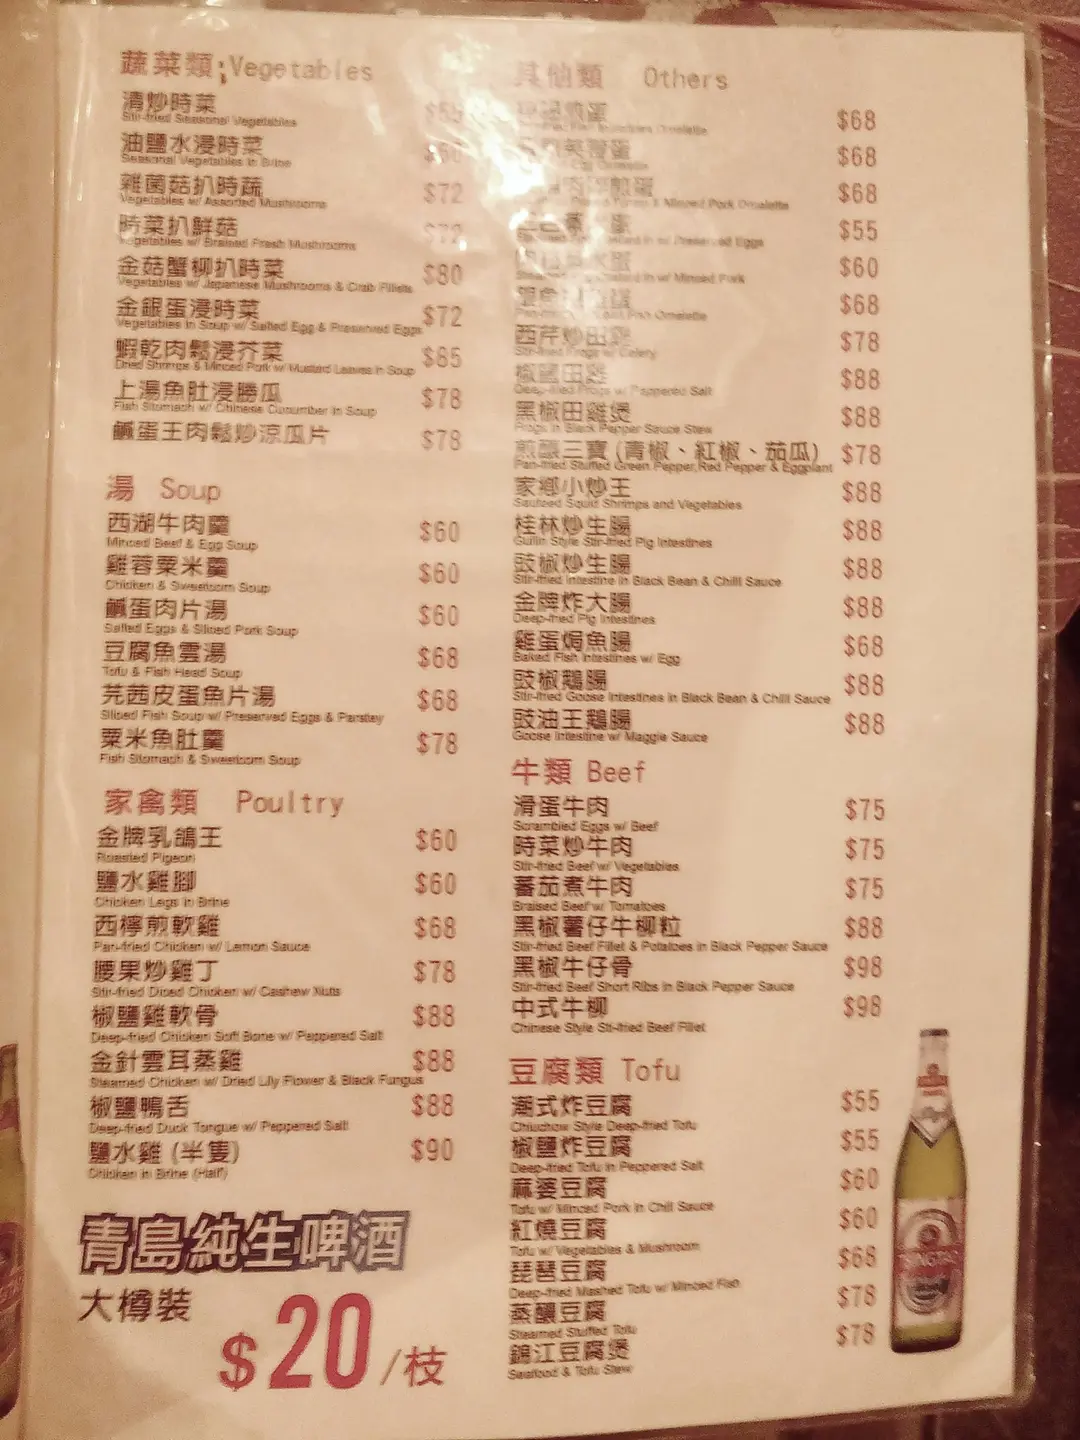 蔬菜類;Vegetables
清炒時菜
Stir-fried Seasonal Vegetables
油鹽水浸時菜
Seasonal Vegetables in Brine
雜菌菇扒時蔬 $72
Vegetables w/ Assorted Mushrooms
時菜扒鮮菇 $72
Vegetables w/ Braised Fresh Mushrooms
金菇蟹柳扒時菜 $80
Vegetables w/ Japanese Mushrooms & Crab Fillets
金銀蛋浸時菜 $72
Vegetables in Soup w/ Salted Egg & Preserved Eggs
蝦乾肉鬆浸芥菜 $85
Dried Shrimps & Minced Pork w/ Mustard Leaves in Soup
上湯魚肚浸勝瓜 $78
Fish Stomach w/ Chinese Cucumber in Soup
鹹蛋王肉鬆炒涼瓜片 $78
湯 Soup
西湖牛肉羹 $60
Minced Beef & Egg Soup
雞蓉粟米羹 $60
Chicken & Sweetcorn Soup
鹹蛋肉片湯 $60
Salted Eggs & Sliced Pork Soup
豆腐魚雲湯 $68
Tofu & Fish Head Soup
芫茜皮蛋魚片湯 $68
Sliced Fish Soup w/ Preserved Eggs & Parsley
粟米魚肚羹 $78
Fish Stomach & Sweetcorn Soup
家禽類 Poultry
金牌乳鴿王 $60
Roasted Pigeon
鹽水雞腳 $60
Chicken Legs in Brine
西檸煎軟雞 $68
Pan-fried Chicken w/ Lemon Sauce
腰果炒雞丁 $78
Stir-fried Diced Chicken w/ Cashew Nuts
椒鹽雞軟骨 $88
Deep-fried Chicken Soft Bone w/ Peppered Salt
金針雲耳蒸雞 $88
Steamed Chicken w/ Dried Lily Flower & Black Fungus
椒鹽鴨舌 $88
Deep-fried Duck Tongue w/ Peppered Salt
鹽水雞 (半隻) $90
Chicken in Brine (Half)
青島純生啤酒
大樽裝
$20/枝
其他類 Others
$68
Omelette
$68
$68
& Minced Pork Omelette
$55
w/ Preserved Eggs
$60
w/ Minced Pork
$68
Fish Omelette
西芹炒田雞 $78
Stir-fried Frogs w/ Celery
椒鹽田雞 $88
Deep-fried Frogs w/ Peppered Salt
黑椒田雞煲 $88
Frogs in Black Pepper Sauce Stew
煎釀三寶 (青椒、紅椒、茄瓜) $78
Pan-fried Stuffed Green Pepper,Red Pepper & Eggplant
家鄉小炒王 $88
Sauteed Squid Shrimps and Vegetables
桂林炒生腸 $88
Guilin Style Stir-fried Pig Intestines
豉椒炒生腸 $88
Stir-fried Intestine in Black Bean & Chili Sauce
金牌炸大腸 $88
Deep-fried Pig Intestines
雞蛋焗魚腸 $68
Baked Fish Intestines w/ Egg
豉椒鵝腸 $88
Stir-fried Goose Intestines in Black Bean & Chili Sauce
豉油王鵝腸 $88
Goose Intestine w/ Maggie Sauce
牛類 Beef
滑蛋牛肉 $75
Scrambled Eggs w/ Beef
時菜炒牛肉 $75
Stir-fried Beef w/ Vegetables
蕃茄煮牛肉 $75
Braised Beef w/ Tomatoes
黑椒薯仔牛柳粒 $88
Stir-fried Beef Fillet & Potatoes in Black Pepper Sauce
黑椒牛仔骨 $98
Stir-fried Beef Short Ribs in Black Pepper Sauce
中式牛柳 $98
Chinese Style Sti-fried Beef Fillet
豆腐類 Tofu
潮式炸豆腐 $55
Chiuchow Style Deep-fried Tofu
椒鹽炸豆腐 $55
Deep-fried Tofu in Peppered Salt
麻婆豆腐 $60
Tofu w/ Minced Pork in Chili Sauce
紅燒豆腐 $60
Tofu w/ Vegetables & Mushroom
琵琶豆腐 $68
Deep-fried Mashed Tofu w/ Minced Fish
蒸釀豆腐 $78
Steamed Stuffed Tofu
錦江豆腐煲 $78
Seafood & Tofu Stew